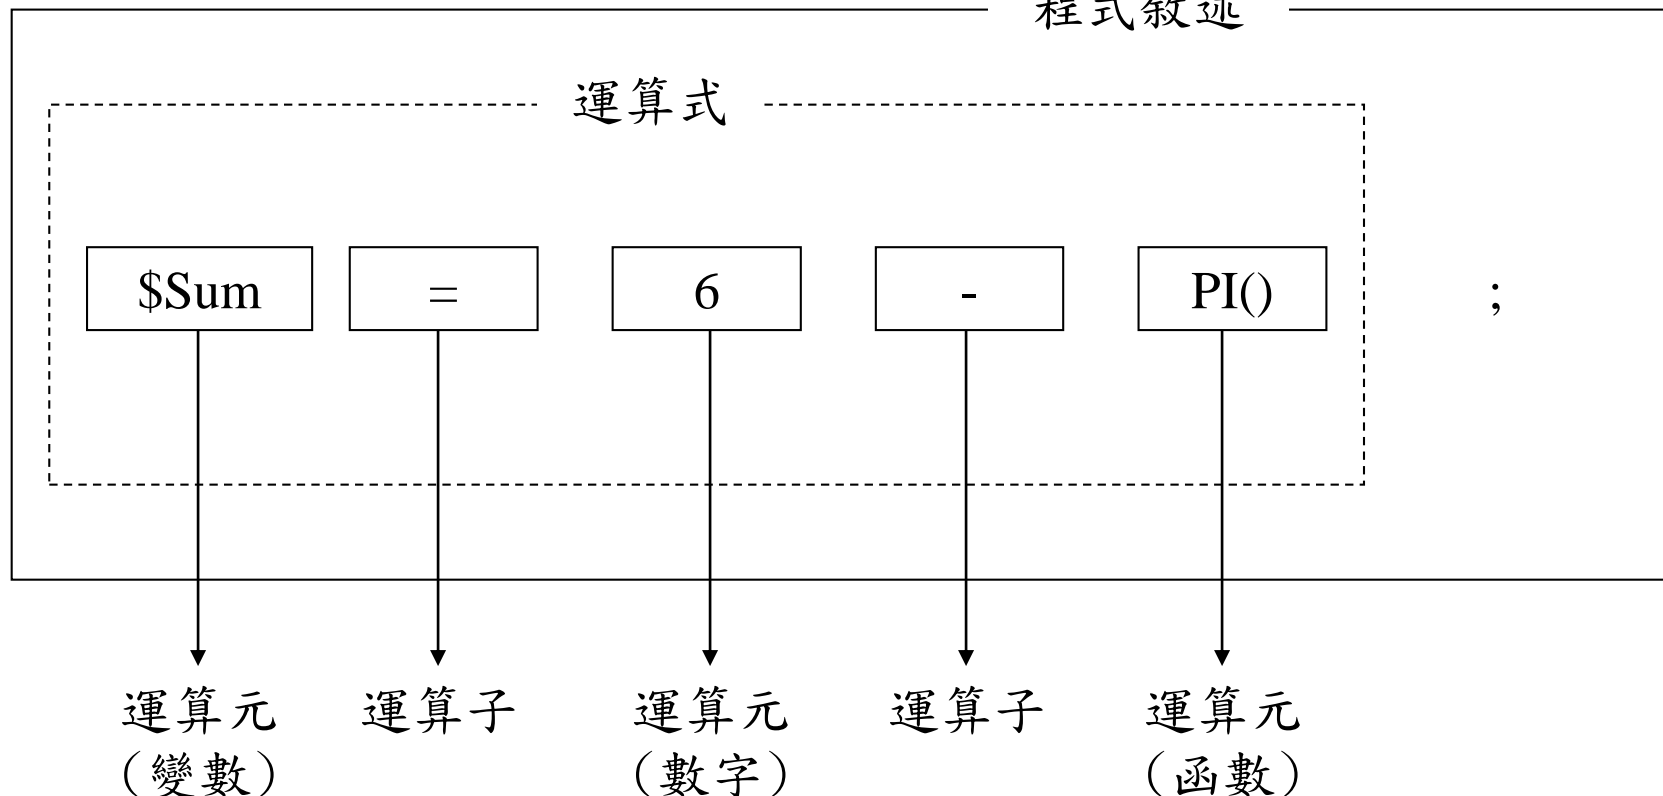 程式敘述
運算式
$Sum = 6 - PI() ;
運算元 運算子 運算元 運算子 運算元
(變數) (數字) (函數)